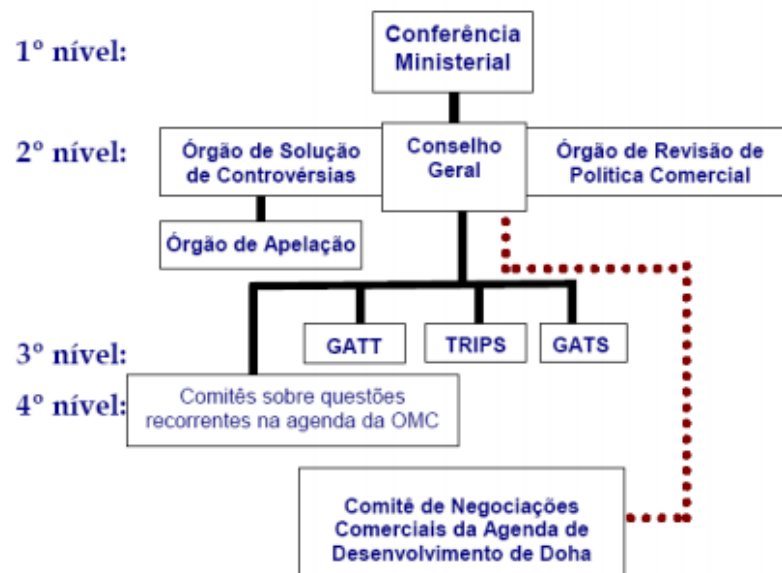 1º nível:
Conferência
Ministerial
2º nível:
Órgão de Solução
de Controvérsias
Conselho
Geral
Órgão de Revisão de
Política Comercial
Órgão de Apelação
3º nível:
GATT
TRIPS
GATS
4º nível:
Comitês sobre questões
recorrentes na agenda da OMC
Comitê de Negociações
Comerciais da Agenda de
Desenvolvimento de Doha